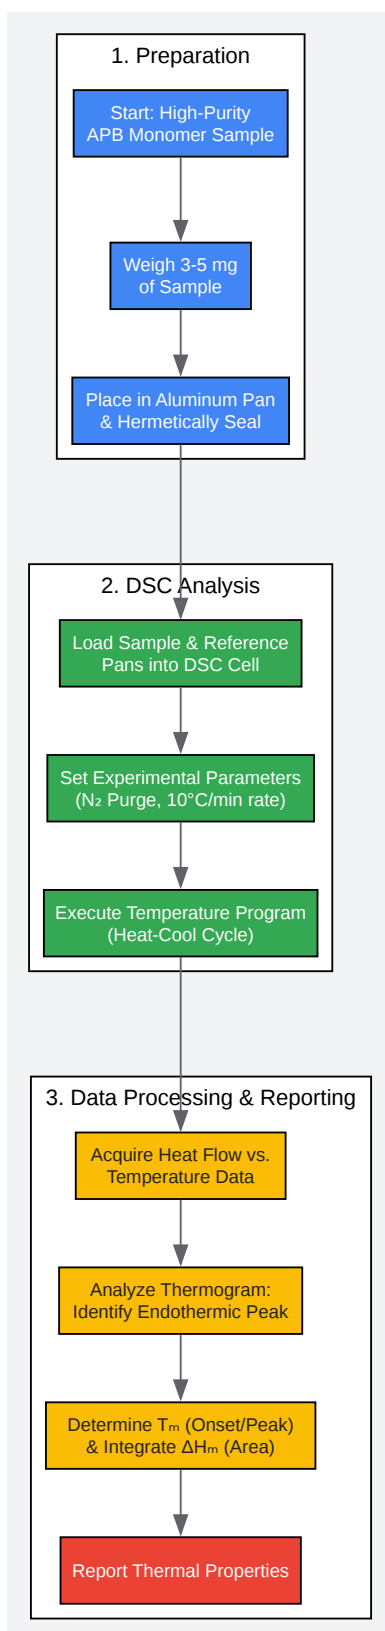 1. Preparation
Start: High-Purity
APB Monomer Sample
Weigh 3-5 mg
of Sample
Place in Aluminum Pan
& Hermetically Seal
2. DSC Analysis
Load Sample & Reference
Pans into DSC Cell
Set Experimental Parameters
(N₂ Purge, 10°C/min rate)
Execute Temperature Program
(Heat-Cool Cycle)
3. Data Processing & Reporting
Acquire Heat Flow vs.
Temperature Data
Analyze Thermogram:
Identify Endothermic Peak
Determine Tₘ (Onset/Peak)
& Integrate ΔHₘ (Area)
Report Thermal Properties